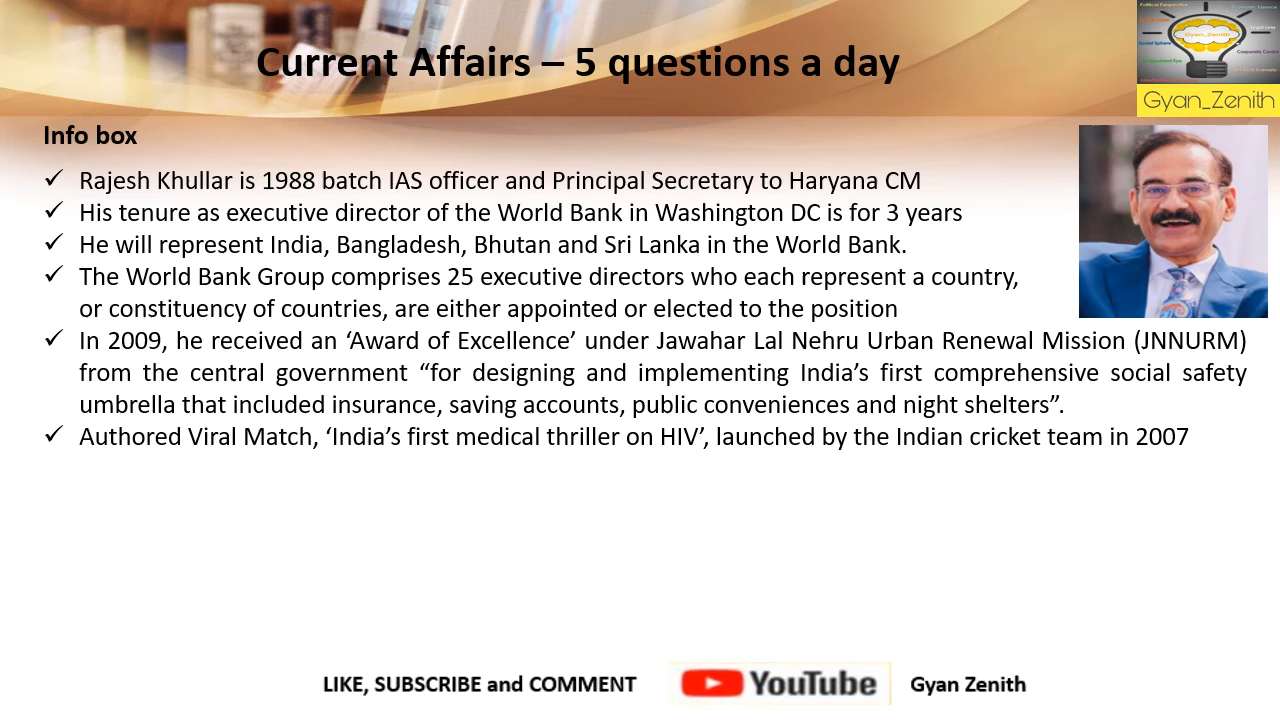 Current Affairs – 5 questions a day
Gyan_Zenith
Gyan_Zenith
Info box
✓ Rajesh Khullar is 1988 batch IAS officer and Principal Secretary to Haryana CM
✓ His tenure as executive director of the World Bank in Washington DC is for 3 years
✓ He will represent India, Bangladesh, Bhutan and Sri Lanka in the World Bank.
✓ The World Bank Group comprises 25 executive directors who each represent a country,
or constituency of countries, are either appointed or elected to the position
✓ In 2009, he received an ‘Award of Excellence’ under Jawahar Lal Nehru Urban Renewal Mission (JNNURM)
from the central government “for designing and implementing India’s first comprehensive social safety
umbrella that included insurance, saving accounts, public conveniences and night shelters”.
✓ Authored Viral Match, ‘India’s first medical thriller on HIV’, launched by the Indian cricket team in 2007
LIKE, SUBSCRIBE and COMMENT YouTube Gyan Zenith